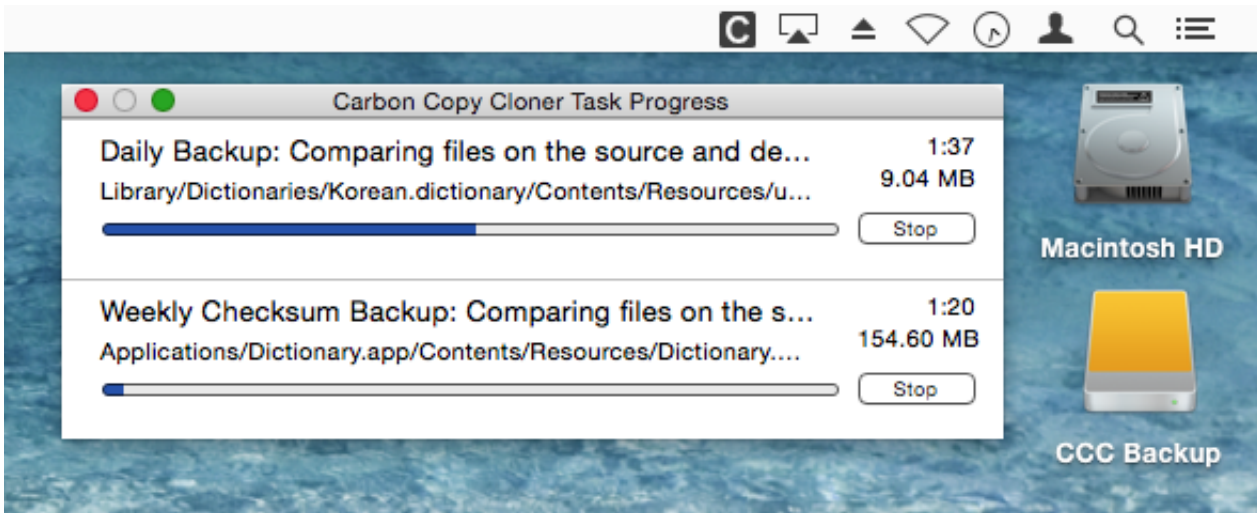 C
Carbon Copy Cloner Task Progress
Daily Backup: Comparing files on the source and de...
1:37
Library/Dictionaries/Korean.dictionary/Contents/Resources/u...
9.04 MB
Stop
Weekly Checksum Backup: Comparing files on the s...
1:20
Applications/Dictionary.app/Contents/Resources/Dictionary....
154.60 MB
Stop
Macintosh HD
CCC Backup